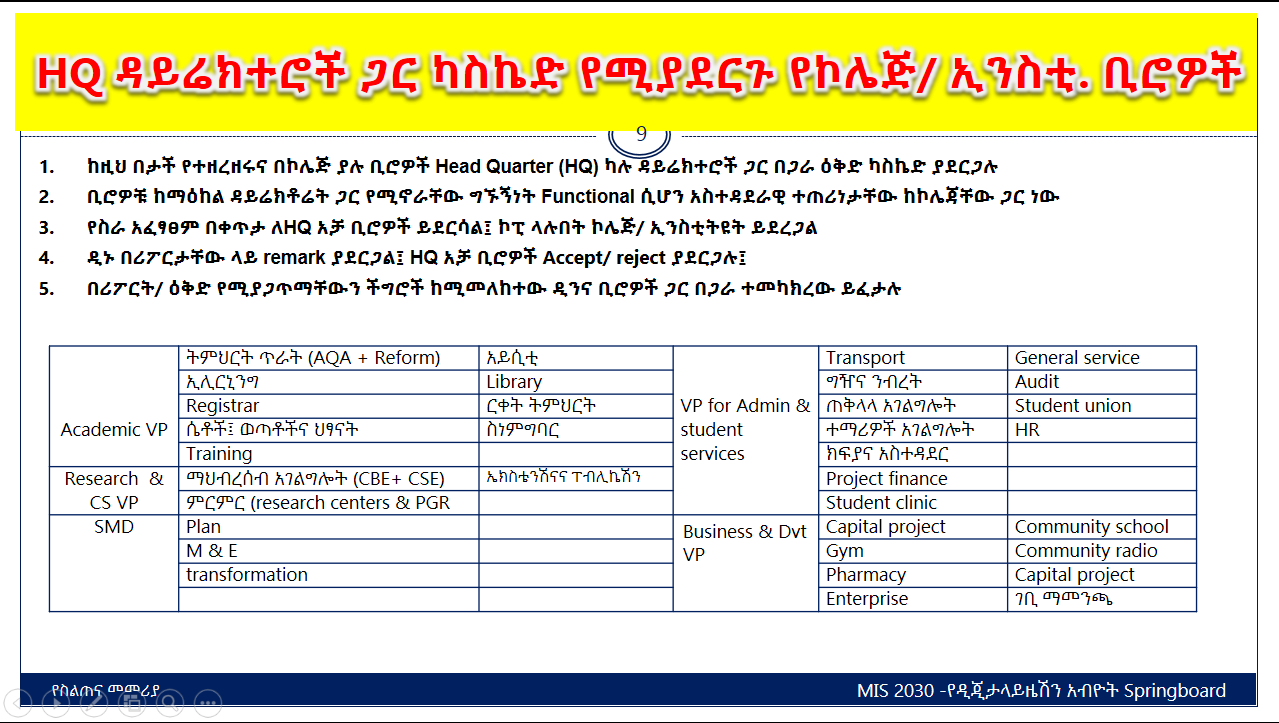 HQ ዳይሬክተሮች ጋር ካስኬድ የሚያደርጉ የኮሌጅ/ ኢንስቲ. ቢሮዎች
9
1. ከዚህ በታች የተዘረዘሩና በኮሌጅ ያሉ ቢሮዎች Head Quarter (HQ) ካሉ ዳይሬክተሮች ጋር በጋራ ዕቅድ ካስኬድ ያደርጋሉ
2. ቢሮዎቹ ከማዕከል ዳይሬክቶሬት ጋር የሚኖራቸው ግኙኝነት Functional ሲሆን አስተዳደራዊ ተጠሪነታቸው ከኮሌጃቸው ጋር ነው
3. የስራ አፈፃፀም በቀጥታ ለHQ አቻ ቢሮዎች ይደርሳል፤ ኮፒ ላሉበት ኮሌጅ/ ኢንስቲትዩት ይደረጋል
4. ዲኑ በሪፖርታቸው ላይ remark ያደርጋል፤ HQ አቻ ቢሮዎች Accept/ reject ያደርጋሉ፤
5. በሪፖርት/ ዕቅድ የሚያጋጥማቸውን ችግሮች ከሚመለከተው ዲንና ቢሮዎች ጋር በጋራ ተመካክረው ይፈታሉ
ትምህርት ጥራት (AQA + Reform) አይሲቲ Transport General service
ኢሊርኒንግ Library ግዥና ንብረት Audit
Registrar ርቀት ትምህርት VP for Admin & ጠቅላላ አገልግሎት Student union
Academic VP ሴቶች፤ ወጣቶችና ህፃናት ስነምግባር student ተማሪዎች አገልግሎት HR
Training services ክፍያና አስተዳደር
Research & ማህብረሰብ አገልግሎት (CBE+ CSE) ኤክስቴንሽናና ፐብሊኬሽን Project finance
CS VP ምርምር (research centers & PGR Student clinic
SMD Plan Business & Dvt Capital project Community school
M & E VP Gym Community radio
transformation Pharmacy Capital project
Enterprise ገቢ ማመንጫ
የስልጠና መመሪያ MIS 2030 -የዲጂታላይዜሽን አብዮት Springboard